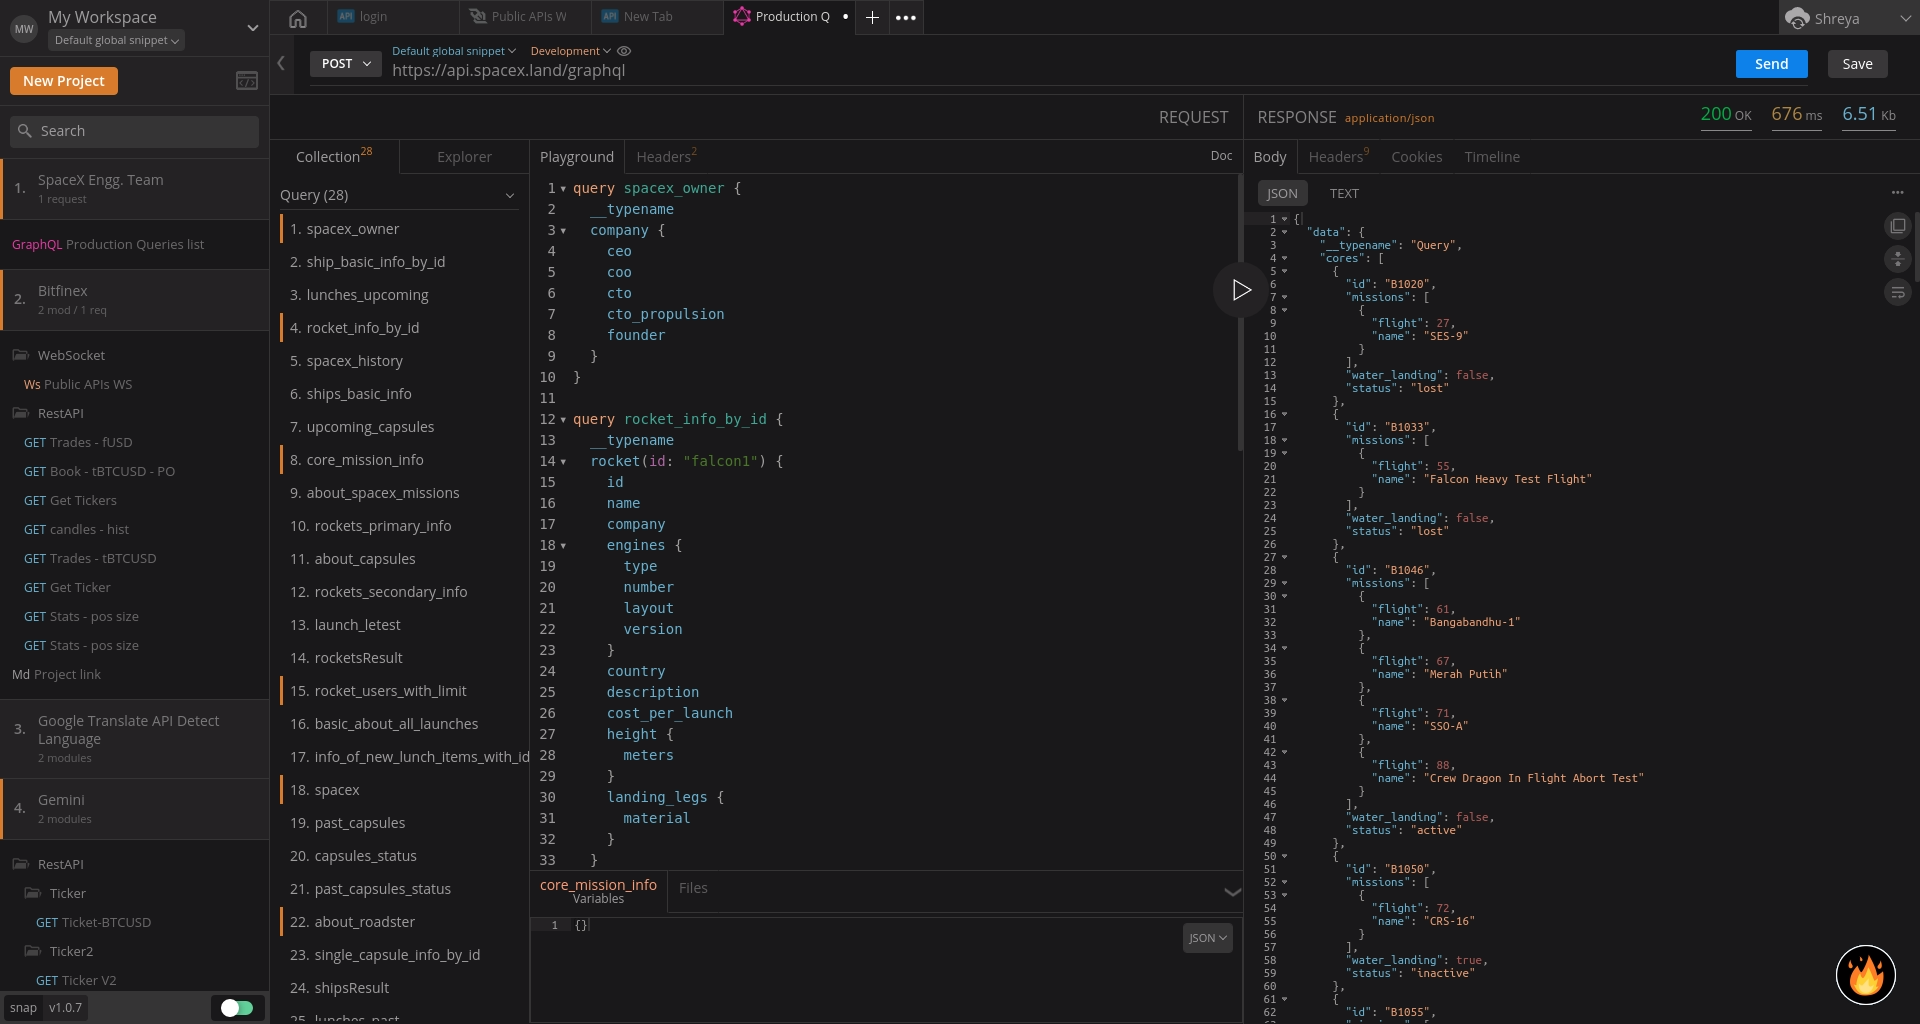 MW
My Workspace
Default global snippet
New Project
Search
1.
SpaceX Engg. Team
1 request
GraphQL Production Queries list
2.
Bitfinex
2 mod / 1 req
WebSocket
Ws Public APIs WS
RestAPI
GET Trades - fUSD
GET Book - tBTCUSD - PO
GET Get Tickers
GET candles - hist
GET Trades - tBTCUSD
GET Get Ticker
GET Stats - pos size
GET Stats - pos size
Md Project link
3.
Google Translate API Detect
Language
2 modules
4.
Gemini
2 modules
RestAPI
Ticker
GET Ticket-BTCUSD
Ticker2
GET Ticker V2
snap v1.0.7
API login
Public APIs W
API New Tab
Production Q
Shreya
POST
Default global snippet
Development
https://api.spacex.land/graphql
Send
Save
REQUEST
Collection 28
Explorer
Query (28)
1. spacex_owner
2. ship_basic_info_by_id
3. lunches_upcoming
4. rocket_info_by_id
5. spacex_history
6. ships_basic_info
7. upcoming_capsules
8. core_mission_info
9. about_spacex_missions
10. rockets_primary_info
11. about_capsules
12. rockets_secondary_info
13. launch_letest
14. rocketsResult
15. rocket_users_with_limit
16. basic_about_all_launches
17. info_of_new_lunch_items_with_id
18. spacex
19. past_capsules
20. capsules_status
21. past_capsules_status
22. about_roadster
23. single_capsule_info_by_id
24. shipsResult
25. lunches_past
Playground
Headers 2
Doc
1 query spacex_owner {
2 __typename
3 company {
4 ceo
5 coo
6 cto
7 cto_propulsion
8 founder
9 }
10 }
11
12 query rocket_info_by_id {
13 __typename
14 rocket(id: "falcon1") {
15 id
16 name
17 company
18 engines {
19 type
20 number
21 layout
22 version
23 }
24 country
25 description
26 cost_per_launch
27 height {
28 meters
29 }
30 landing_legs {
31 material
32 }
33 }
core_mission_info
Variables
Files
1 {}
JSON
RESPONSE application/json
200 OK
676 ms
6.51 Kb
Body
Headers 9
Cookies
Timeline
JSON
TEXT
1 {
2 "data": {
3 "__typename": "Query",
4 "cores": [
5 {
6 "id": "B1020",
7 "missions": [
8 {
9 "flight": 27,
10 "name": "SES-9"
11 }
12 ],
13 "water_landing": false,
14 "status": "lost"
15 },
16 {
17 "id": "B1033",
18 "missions": [
19 {
20 "flight": 55,
21 "name": "Falcon Heavy Test Flight"
22 }
23 ],
24 "water_landing": false,
25 "status": "lost"
26 },
27 {
28 "id": "B1046",
29 "missions": [
30 {
31 "flight": 61,
32 "name": "Bangabandhu-1"
33 },
34 {
35 "flight": 67,
36 "name": "Merah Putih"
37 },
38 {
39 "flight": 71,
40 "name": "SSO-A"
41 },
42 {
43 "flight": 88,
44 "name": "Crew Dragon In Flight Abort Test"
45 }
46 ],
47 "water_landing": false,
48 "status": "active"
49 },
50 {
51 "id": "B1050",
52 "missions": [
53 {
54 "flight": 72,
55 "name": "CRS-16"
56 }
57 ],
58 "water_landing": true,
59 "status": "inactive"
60 },
61 {
62 "id": "B1055",